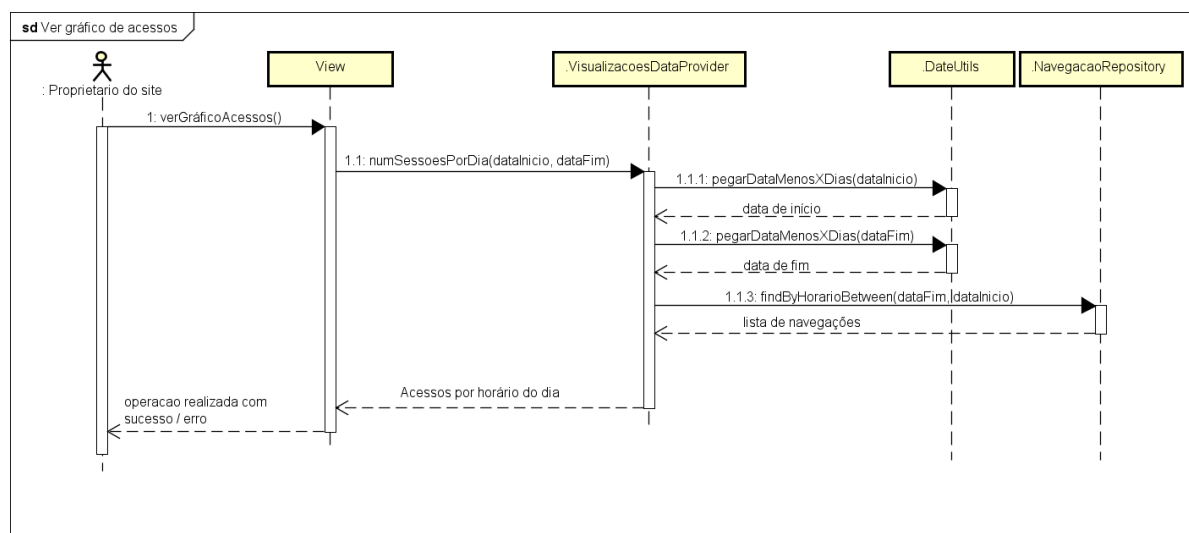 sd Ver gráfico de acessos
: Proprietario do site
View
.VisualizacoesDataProvider
.DateUtils
.NavegacaoRepository
1: verGráficoAcessos()
1.1: numSessoesPorDia(dataInicio, dataFim)
1.1.1: pegarDataMenosXDias(dataInicio)
data de início
1.1.2: pegarDataMenosXDias(dataFim)
data de fim
1.1.3: findByHorarioBetween(dataFim, dataInicio)
lista de navegações
Acessos por horário do dia
operacao realizada com
sucesso / erro